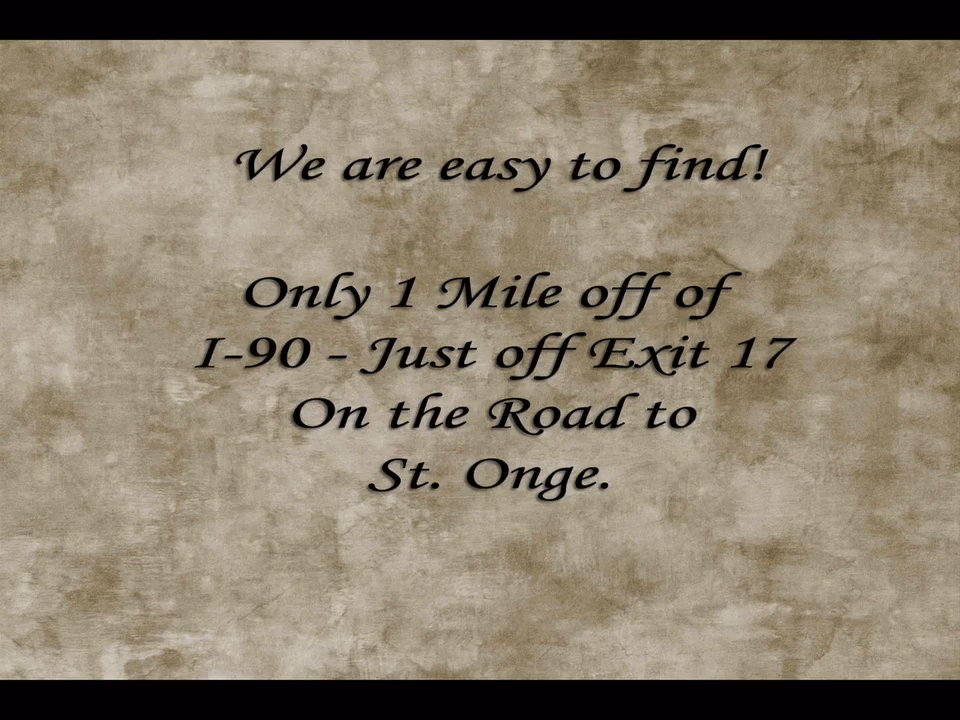 We are easy to find!
Only 1 Mile off of
I-90 - Just off Exit 17
On the Road to
St. Onge.